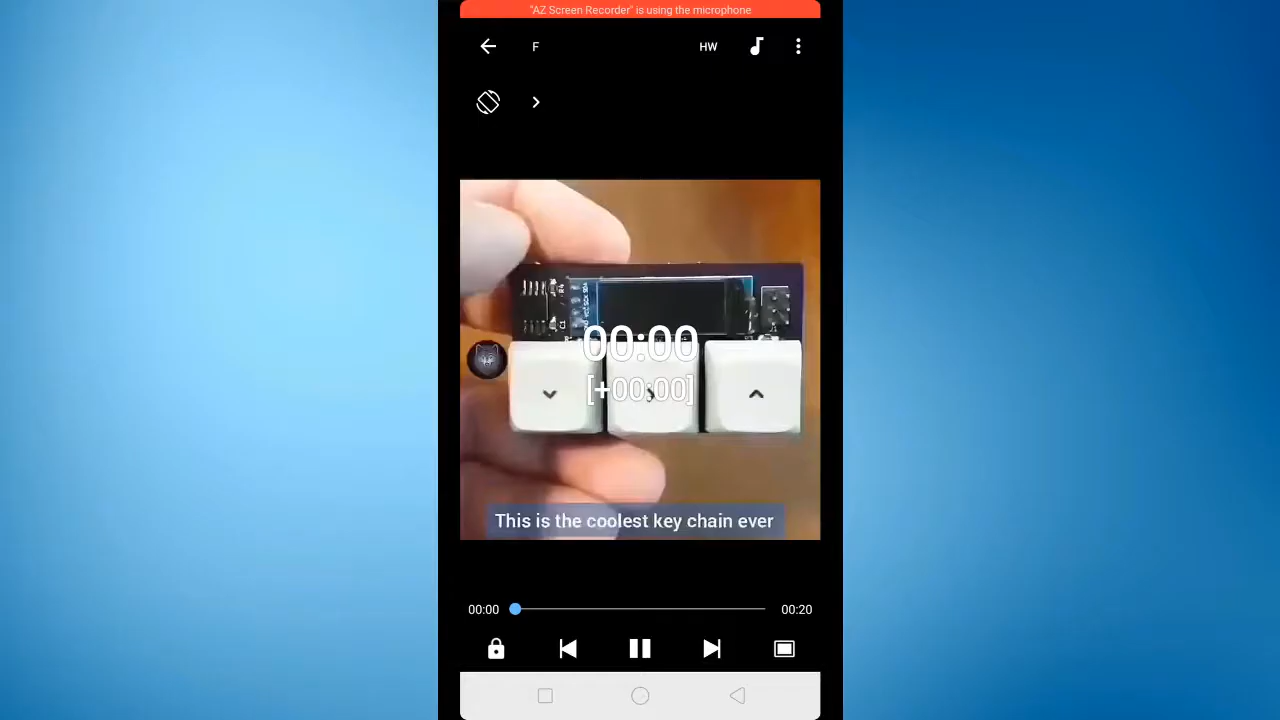 "AZ Screen Recorder" is using the microphone
F
HW
00:00
[+00:00]
This is the coolest key chain ever
00:00
00:20